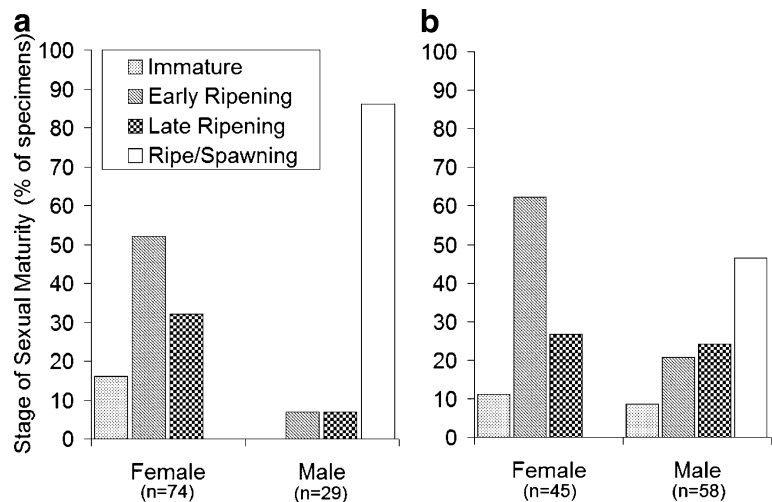 a
Stage of Sexual Maturity (% of specimens)
100
90
80
70
60
50
40
30
20
10
0
Immature
Early Ripening
Late Ripening
Ripe/Spawning
Female
(n=74)
Male
(n=29)
b
100
90
80
70
60
50
40
30
20
10
0
Female
(n=45)
Male
(n=58)